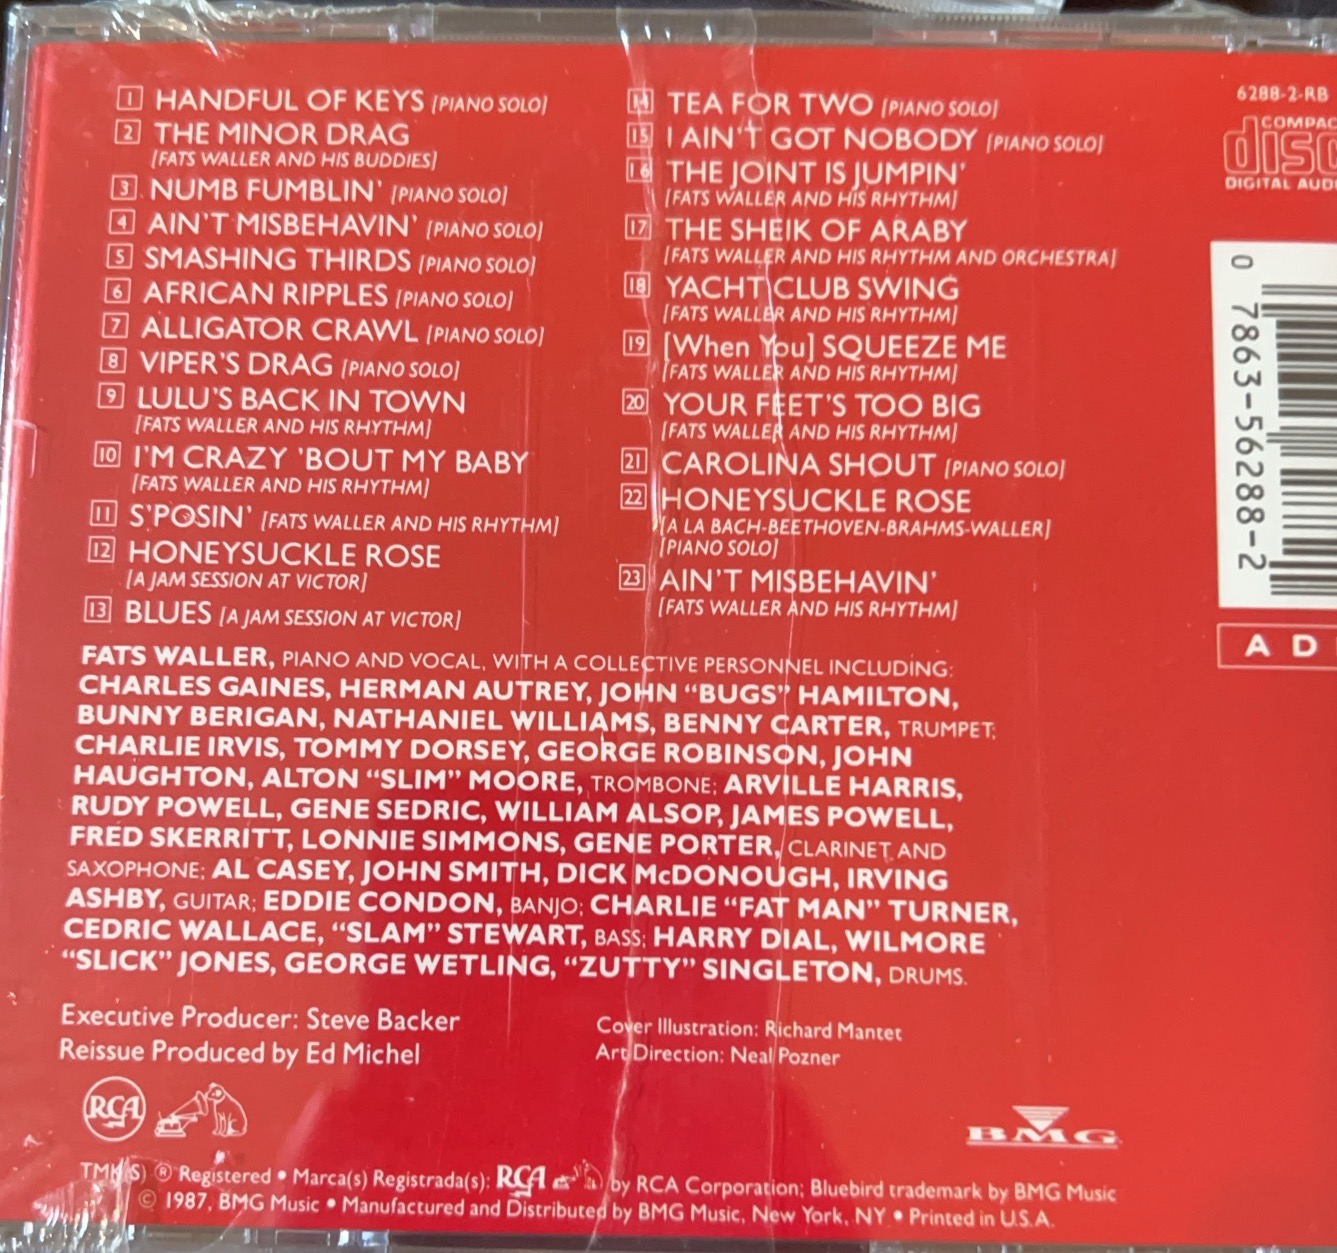 1 HANDFUL OF KEYS [PIANO SOLO]
2 THE MINOR DRAG
[FATS WALLER AND HIS BUDDIES]
3 NUMB FUMBLIN' [PIANO SOLO]
4 AIN'T MISBEHAVIN' [PIANO SOLO]
5 SMASHING THIRDS [PIANO SOLO]
6 AFRICAN RIPPLES [PIANO SOLO]
7 ALLIGATOR CRAWL [PIANO SOLO]
8 VIPER'S DRAG [PIANO SOLO]
9 LULU'S BACK IN TOWN
[FATS WALLER AND HIS RHYTHM]
10 I'M CRAZY 'BOUT MY BABY
[FATS WALLER AND HIS RHYTHM]
11 S'POSIN' [FATS WALLER AND HIS RHYTHM]
12 HONEYSUCKLE ROSE
[A JAM SESSION AT VICTOR]
13 BLUES [A JAM SESSION AT VICTOR]
14 TEA FOR TWO [PIANO SOLO]
15 I AIN'T GOT NOBODY [PIANO SOLO]
16 THE JOINT IS JUMPIN'
[FATS WALLER AND HIS RHYTHM]
17 THE SHEIK OF ARABY
[FATS WALLER AND HIS RHYTHM AND ORCHESTRA]
18 YACHT CLUB SWING
[FATS WALLER AND HIS RHYTHM]
19 [When You] SQUEEZE ME
[FATS WALLER AND HIS RHYTHM]
20 YOUR FEET'S TOO BIG
[FATS WALLER AND HIS RHYTHM]
21 CAROLINA SHOUT [PIANO SOLO]
22 HONEYSUCKLE ROSE
[A LA BACH-BEETHOVEN-BRAHMS-WALLER]
[PIANO SOLO]
23 AIN'T MISBEHAVIN'
[FATS WALLER AND HIS RHYTHM]
6288-2-RB
COMPAC
disc
DIGITAL AUD
0 7863-56288-2
A D
FATS WALLER, PIANO AND VOCAL, WITH A COLLECTIVE PERSONNEL INCLUDING:
CHARLES GAINES, HERMAN AUTREY, JOHN "BUGS" HAMILTON,
BUNNY BERIGAN, NATHANIEL WILLIAMS, BENNY CARTER, TRUMPET;
CHARLIE IRVIS, TOMMY DORSEY, GEORGE ROBINSON, JOHN
HAUGHTON, ALTON "SLIM" MOORE, TROMBONE; ARVILLE HARRIS,
RUDY POWELL, GENE SEDRIC, WILLIAM ALSOP, JAMES POWELL,
FRED SKERRITT, LONNIE SIMMONS, GENE PORTER, CLARINET AND
SAXOPHONE; AL CASEY, JOHN SMITH, DICK McDONOUGH, IRVING
ASHBY, GUITAR; EDDIE CONDON, BANJO; CHARLIE "FAT MAN" TURNER,
CEDRIC WALLACE, "SLAM" STEWART, BASS; HARRY DIAL, WILMORE
"SLICK" JONES, GEORGE WETLING, "ZUTTY" SINGLETON, DRUMS.
Executive Producer: Steve Backer
Reissue Produced by Ed Michel
Cover Illustration: Richard Mantet
Art Direction: Neal Pozner
RCA
BMG
TMK(S) ® Registered • Marca(s) Registrada(s): RCA by RCA Corporation; Bluebird trademark by BMG Music
© 1987, BMG Music • Manufactured and Distributed by BMG Music, New York, NY • Printed in U.S.A.